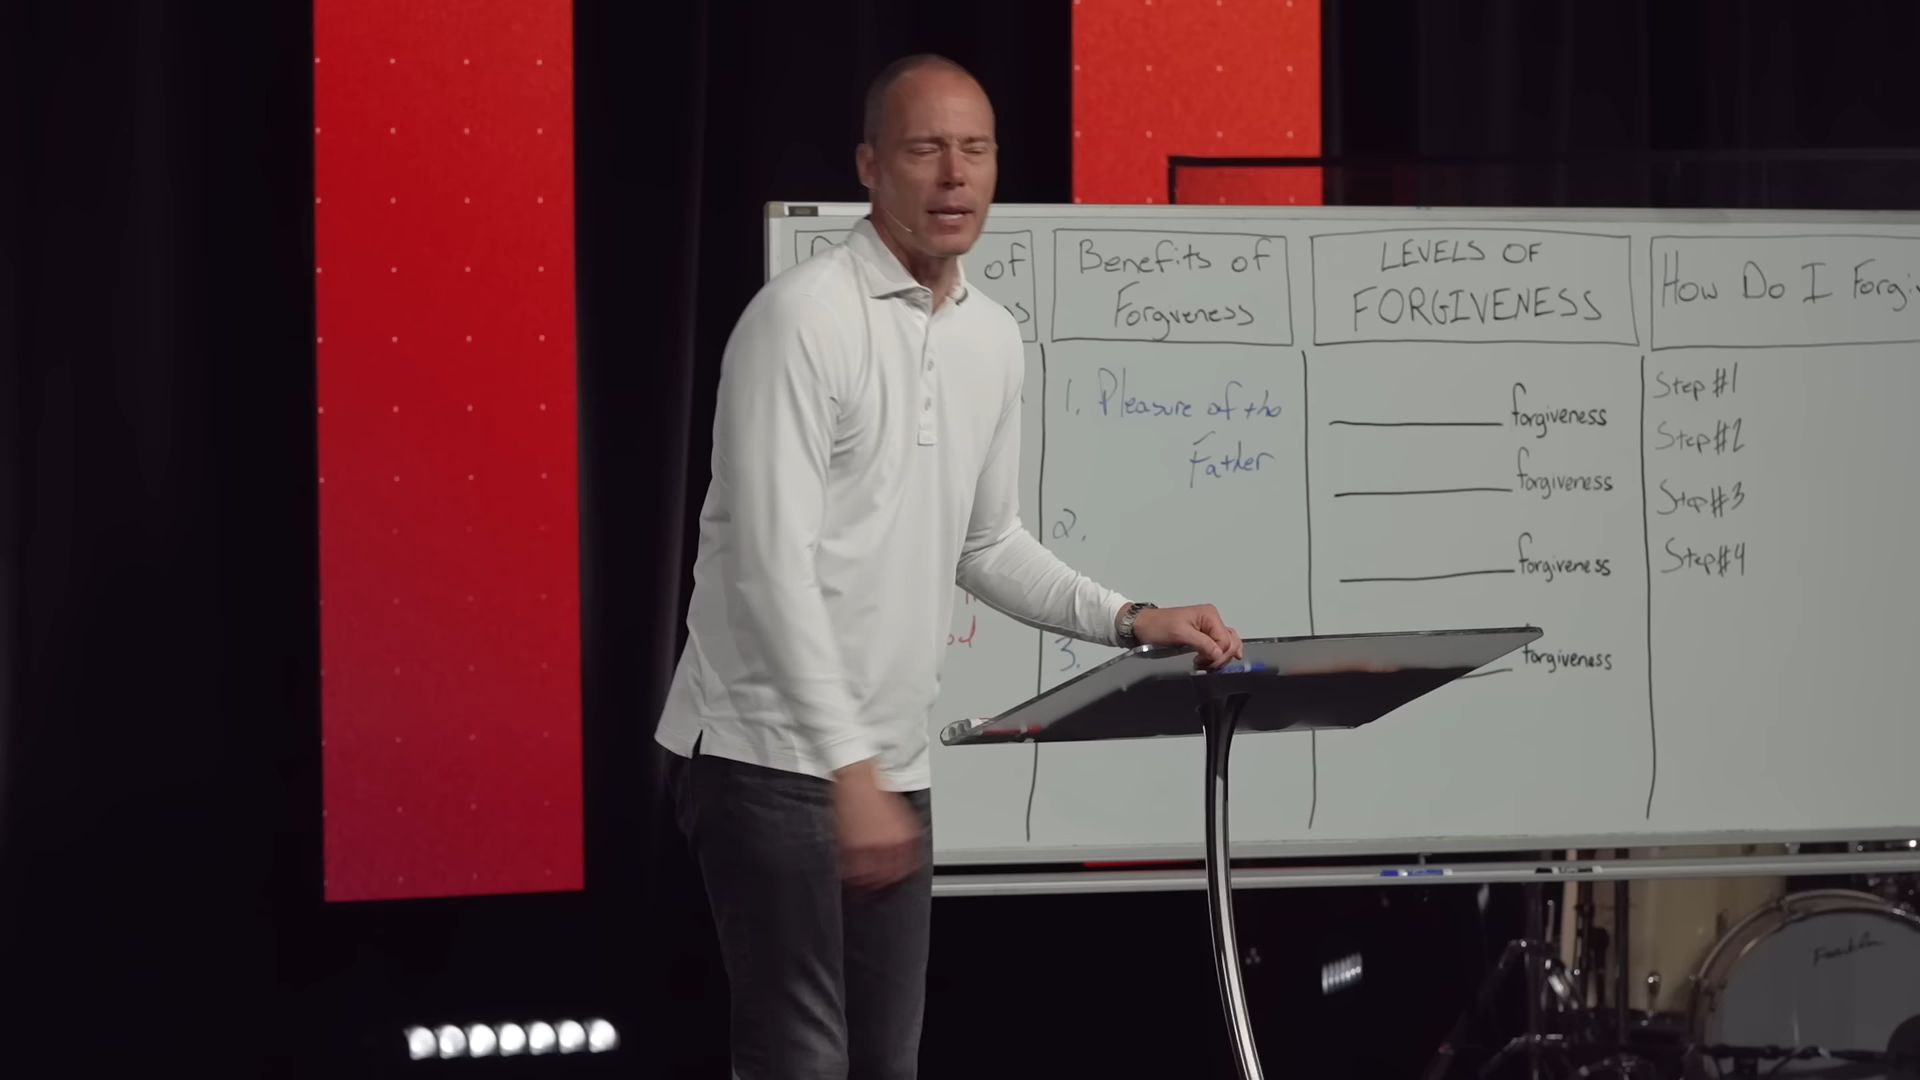 of
Benefits of
Forgiveness
LEVELS OF
FORGIVENESS
How Do I Forgi
1. Pleasure of the
Father
2.
3.
forgiveness
forgiveness
forgiveness
forgiveness
Step #1
Step #2
Step #3
Step #4